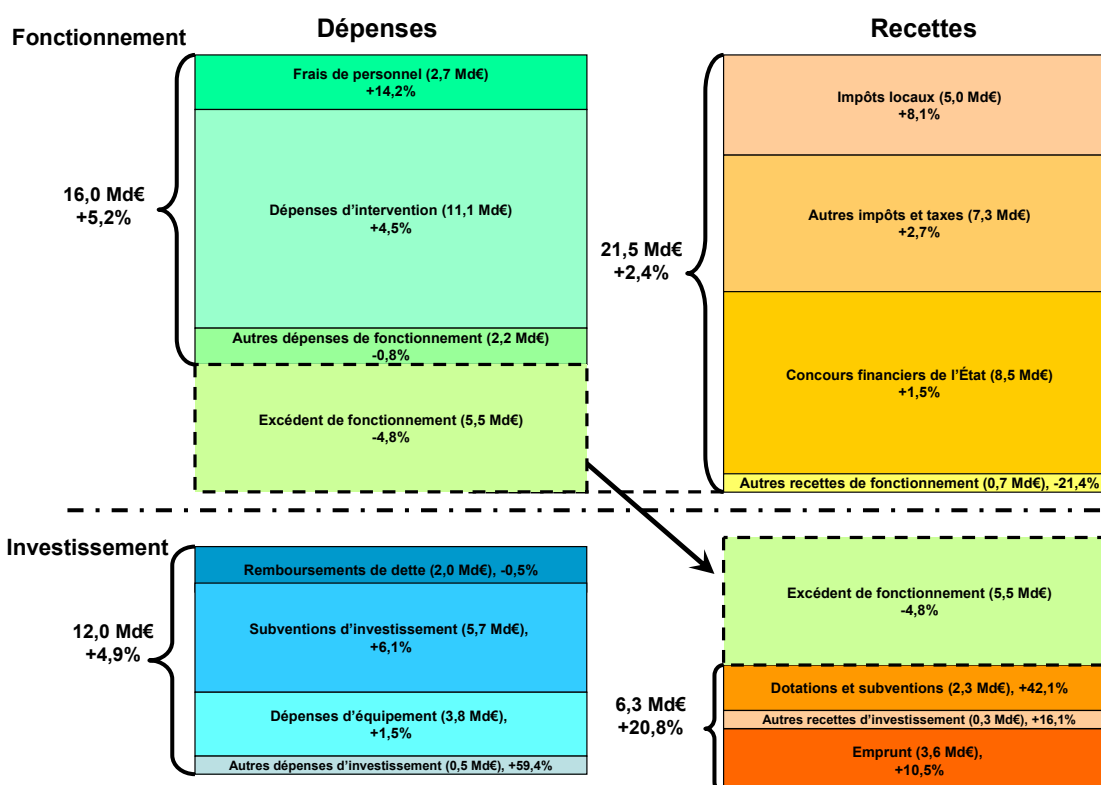 Dépenses
Recettes
Fonctionnement
Frais de personnel (2,7 Md€)
+14,2%
Dépenses d’intervention (11,1 Md€)
+4,5%
Autres dépenses de fonctionnement (2,2 Md€)
-0,8%
Excédent de fonctionnement (5,5 Md€)
-4,8%
16,0 Md€
+5,2%
Impôts locaux (5,0 Md€)
+8,1%
Autres impôts et taxes (7,3 Md€)
+2,7%
Concours financiers de l’État (8,5 Md€)
+1,5%
Autres recettes de fonctionnement (0,7 Md€), -21,4%
21,5 Md€
+2,4%
Investissement
Remboursements de dette (2,0 Md€), -0,5%
Subventions d’investissement (5,7 Md€),
+6,1%
Dépenses d’équipement (3,8 Md€),
+1,5%
Autres dépenses d’investissement (0,5 Md€), +59,4%
12,0 Md€
+4,9%
Excédent de fonctionnement (5,5 Md€)
-4,8%
Dotations et subventions (2,3 Md€), +42,1%
Autres recettes d’investissement (0,3 Md€), +16,1%
Emprunt (3,6 Md€),
+10,5%
6,3 Md€
+20,8%